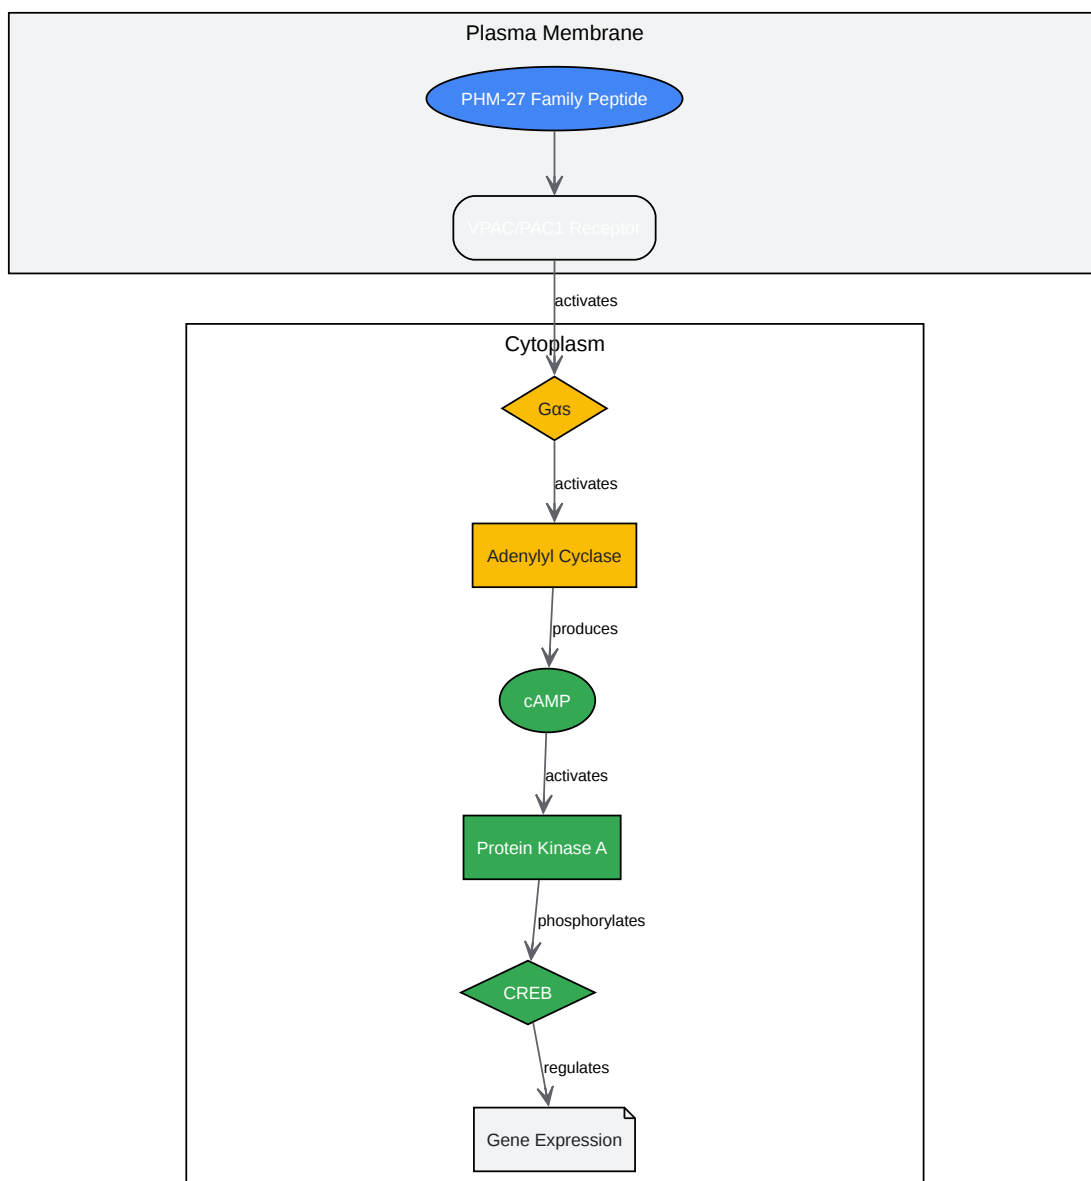 Plasma Membrane
PHM-27 Family Peptide
VPAC/PAC1 Receptor
activates
Cytoplasm
Gαs
activates
Adenylyl Cyclase
produces
cAMP
activates
Protein Kinase A
phosphorylates
CREB
regulates
Gene Expression